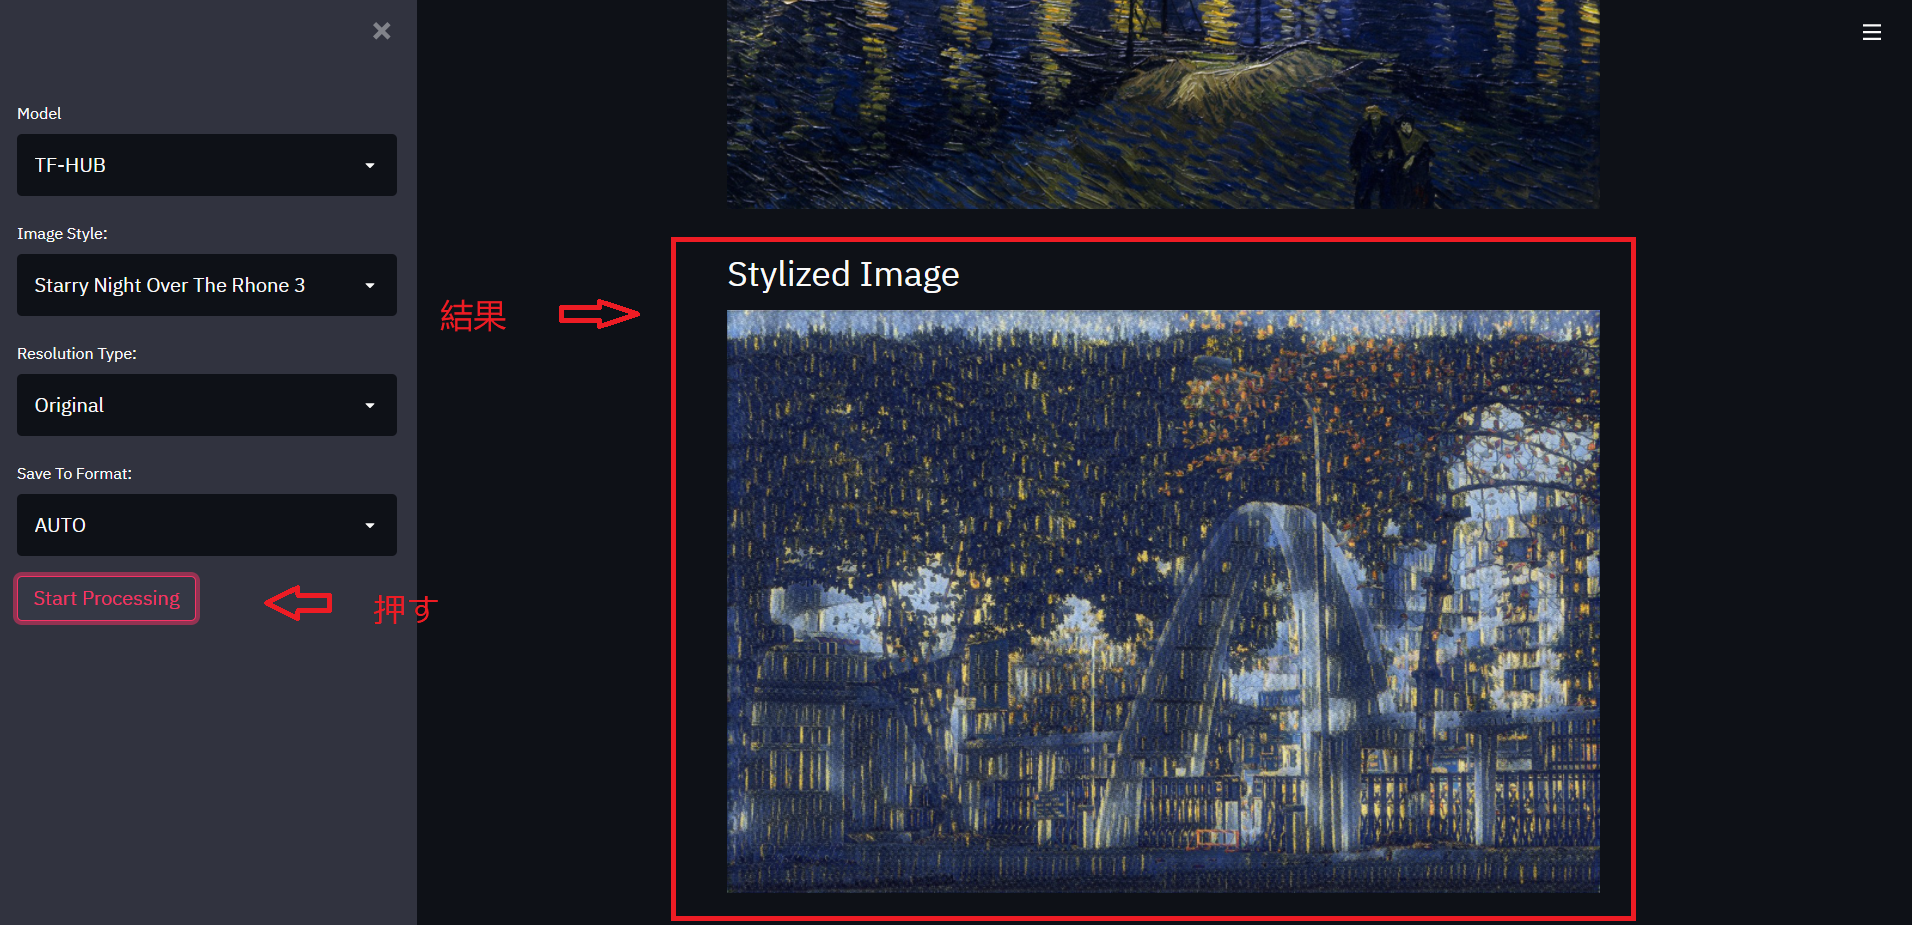 Model
TF-HUB
Image Style:
Starry Night Over The Rhone 3
Resolution Type:
Original
Save To Format:
AUTO
Start Processing
押す
結果
Stylized Image